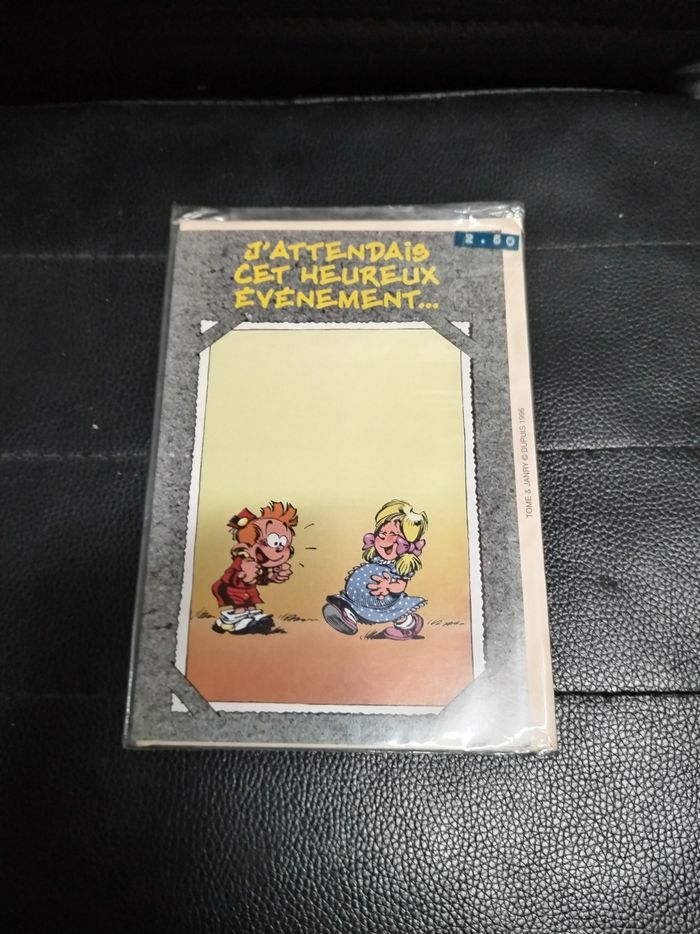 2.50
J'ATTENDAIS
CET HEUREUX
ÉVÉNEMENT...
TOME & JANRY © DUPUIS 1996